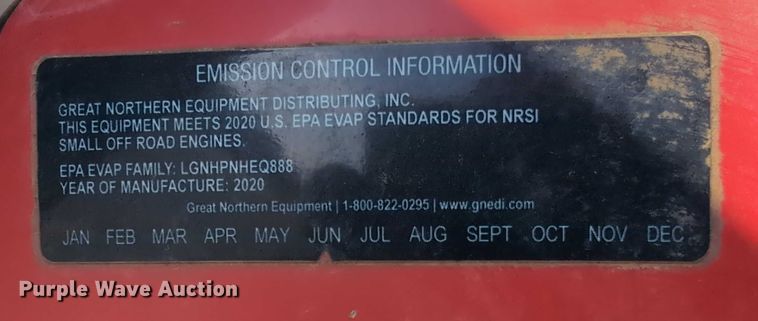 EMISSION CONTROL INFORMATION
GREAT NORTHERN EQUIPMENT DISTRIBUTING, INC.
THIS EQUIPMENT MEETS 2020 U.S. EPA EVAP STANDARDS FOR NRSI
SMALL OFF ROAD ENGINES.
EPA EVAP FAMILY: LGNHPNHEQ888
YEAR OF MANUFACTURE: 2020
Great Northern Equipment | 1-800-822-0295 | www.gnedi.com
JAN FEB MAR APR MAY JUN JUL AUG SEPT OCT NOV DEC
Purple Wave Auction